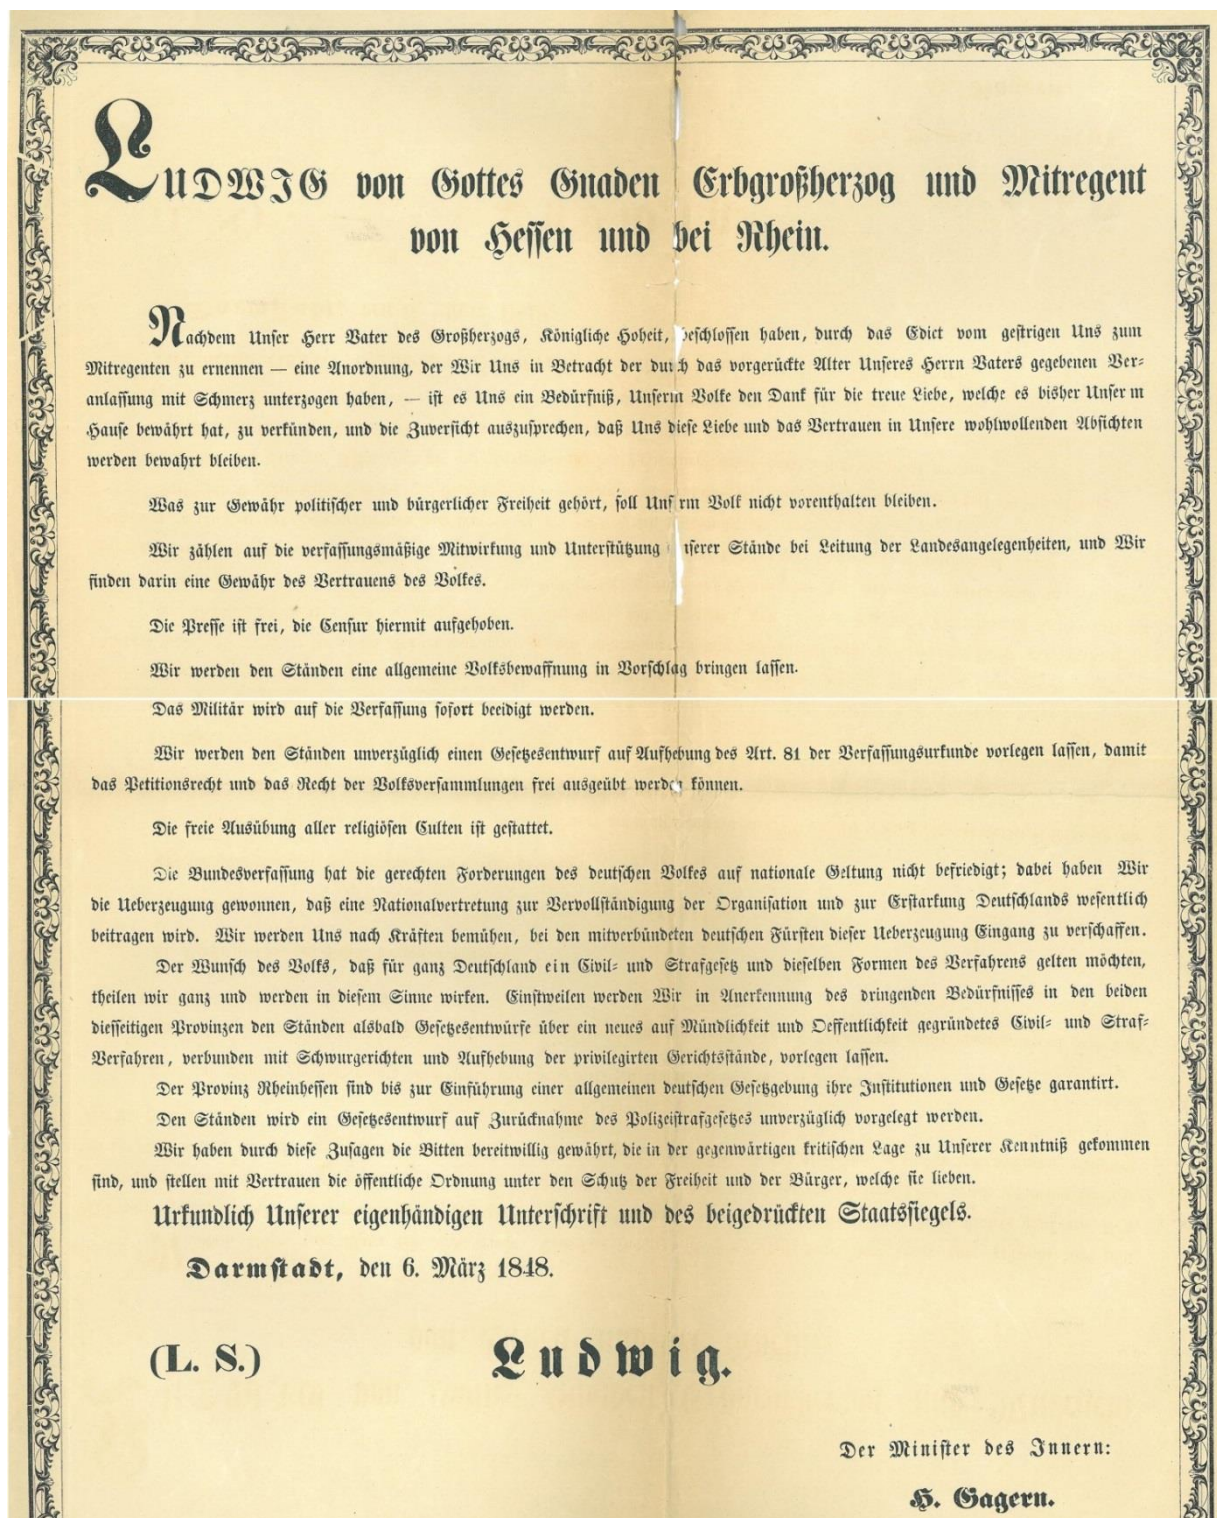 LUDWIG von Gottes Gnaden Erbgroßherzog und Mitregent
von Hessen und bei Rhein.
Nachdem Unser Herr Vater des Großherzogs, Königliche Hoheit, beschlossen haben, durch das Edict vom gestrigen Uns zum
Mitregenten zu ernennen — eine Anordnung, der Wir Uns in Betracht der durch das vorgerückte Alter Unseres Herrn Vaters gegebenen Ver-
anlassung mit Schmerz unterzogen haben, — ist es Uns ein Bedürfniß, Unserm Volke den Dank für die treue Liebe, welche es bisher Unserm
Hause bewährt hat, zu verkünden, und die Zuversicht auszusprechen, daß Uns diese Liebe und das Vertrauen in Unsere wohlwollenden Absichten
werden bewahrt bleiben.
Was zur Gewähr politischer und bürgerlicher Freiheit gehört, soll Unserm Volk nicht vorenthalten bleiben.
Wir zählen auf die verfassungsmäßige Mitwirkung und Unterstützung Unserer Stände bei Leitung der Landesangelegenheiten, und Wir
finden darin eine Gewähr des Vertrauens des Volkes.
Die Presse ist frei, die Censur hiermit aufgehoben.
Wir werden den Ständen eine allgemeine Volksbewaffnung in Vorschlag bringen lassen.
Das Militär wird auf die Verfassung sofort beeidigt werden.
Wir werden den Ständen unverzüglich einen Gesetzesentwurf auf Aufhebung des Art. 81 der Verfassungsurkunde vorlegen lassen, damit
das Petitionsrecht und das Recht der Volksversammlungen frei ausgeübt werden können.
Die freie Ausübung aller religiösen Culten ist gestattet.
Die Bundesverfassung hat die gerechten Forderungen des deutschen Volkes auf nationale Geltung nicht befriedigt; dabei haben Wir
die Ueberzeugung gewonnen, daß eine Nationalvertretung zur Vervollständigung der Organisation und zur Erstarkung Deutschlands wesentlich
beitragen wird. Wir werden Uns nach Kräften bemühen, bei den mitverbündeten deutschen Fürsten dieser Ueberzeugung Eingang zu verschaffen.
Der Wunsch des Volks, daß für ganz Deutschland ein Civil- und Strafgesetz und dieselben Formen des Verfahrens gelten möchten,
theilen wir ganz und werden in diesem Sinne wirken. Einstweilen werden Wir in Anerkennung des dringenden Bedürfnisses in den beiden
diesseitigen Provinzen den Ständen alsbald Gesetzesentwürfe über ein neues auf Mündlichkeit und Oeffentlichkeit gegründetes Civil- und Straf-
Verfahren, verbunden mit Schwurgerichten und Aufhebung der privilegirten Gerichtsstände, vorlegen lassen.
Der Provinz Rheinhessen sind bis zur Einführung einer allgemeinen deutschen Gesetzgebung ihre Institutionen und Gesetze garantirt.
Den Ständen wird ein Gesetzesentwurf auf Zurücknahme des Polizeistrafgesetzes unverzüglich vorgelegt werden.
Wir haben durch diese Zusagen die Bitten bereitwillig gewährt, die in der gegenwärtigen kritischen Lage zu Unserer Kenntniß gekommen
sind, und stellen mit Vertrauen die öffentliche Ordnung unter den Schutz der Freiheit und der Bürger, welche sie lieben.
Urkundlich Unserer eigenhändigen Unterschrift und des beigedrückten Staatssiegels.
Darmstadt, den 6. März 1848.
(L. S.) Ludwig.
Der Minister des Innern:
H. Gagern.